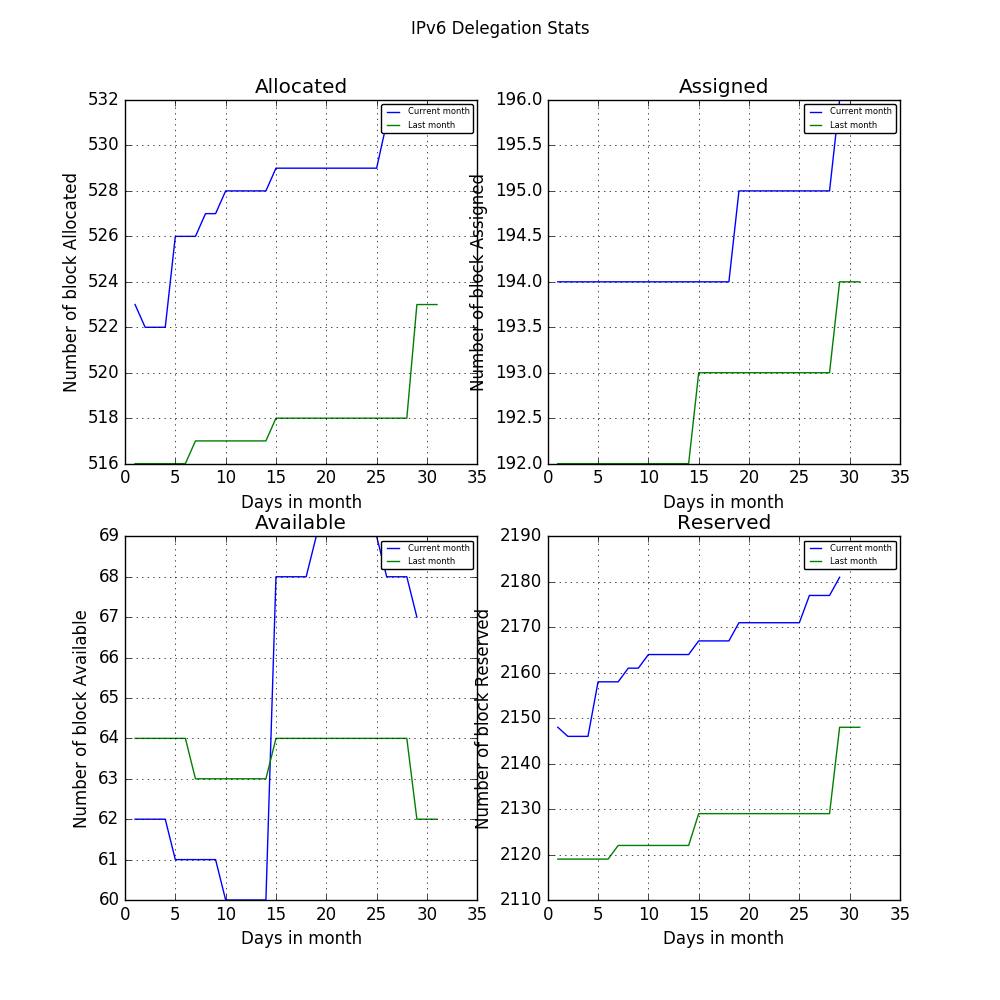 IPv6 Delegation Stats
Allocated
Number of block Allocated
532
530
528
526
524
522
520
518
516
0 5 10 15 20 25 30 35
Days in month
Current month
Last month
Assigned
Number of block Assigned
196.0
195.5
195.0
194.5
194.0
193.5
193.0
192.5
192.0
0 5 10 15 20 25 30 35
Days in month
Current month
Last month
Available
Number of block Available
69
68
67
66
65
64
63
62
61
60
0 5 10 15 20 25 30 35
Days in month
Current month
Last month
Reserved
Number of block Reserved
2190
2180
2170
2160
2150
2140
2130
2120
2110
0 5 10 15 20 25 30 35
Days in month
Current month
Last month